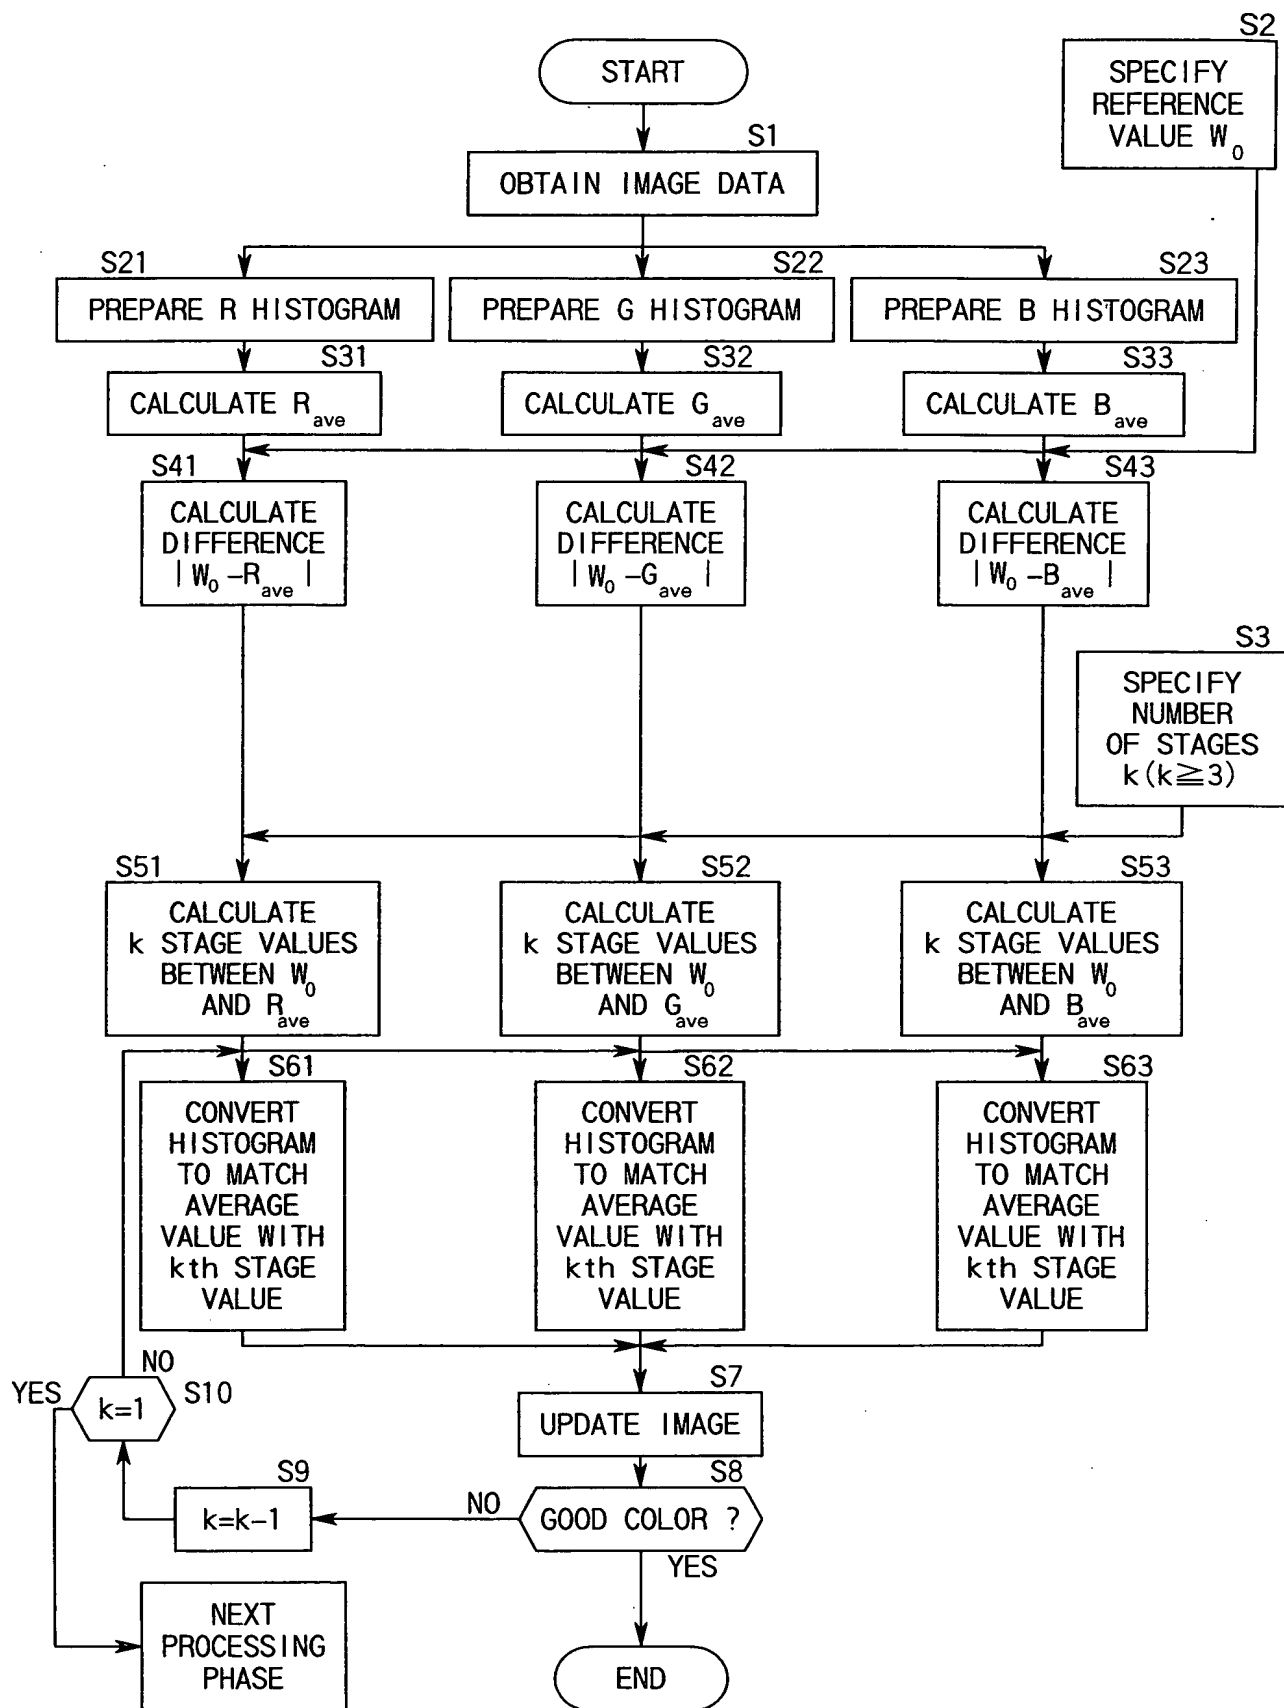 S2
START
SPECIFY
REFERENCE
VALUE W0
S1
OBTAIN IMAGE DATA
S21
S22
S23
PREPARE R HISTOGRAM
PREPARE G HISTOGRAM
PREPARE B HISTOGRAM
S31
S32
S33
CALCULATE Rave
CALCULATE Gave
CALCULATE Bave
S41
S42
S43
CALCULATE
DIFFERENCE
| W0 -Rave |
CALCULATE
DIFFERENCE
| W0 -Gave |
CALCULATE
DIFFERENCE
| W0 -Bave |
S3
SPECIFY
NUMBER
OF STAGES
k(k≧3)
S51
S52
S53
CALCULATE
k STAGE VALUES
BETWEEN W0
AND Rave
CALCULATE
k STAGE VALUES
BETWEEN W0
AND Gave
CALCULATE
k STAGE VALUES
BETWEEN W0
AND Bave
S61
S62
S63
CONVERT
HISTOGRAM
TO MATCH
AVERAGE
VALUE WITH
kth STAGE
VALUE
CONVERT
HISTOGRAM
TO MATCH
AVERAGE
VALUE WITH
kth STAGE
VALUE
CONVERT
HISTOGRAM
TO MATCH
AVERAGE
VALUE WITH
kth STAGE
VALUE
NO
YES
k=1
S10
S7
UPDATE IMAGE
S9
S8
k=k-1
NO
GOOD COLOR ?
YES
NEXT
PROCESSING
PHASE
END